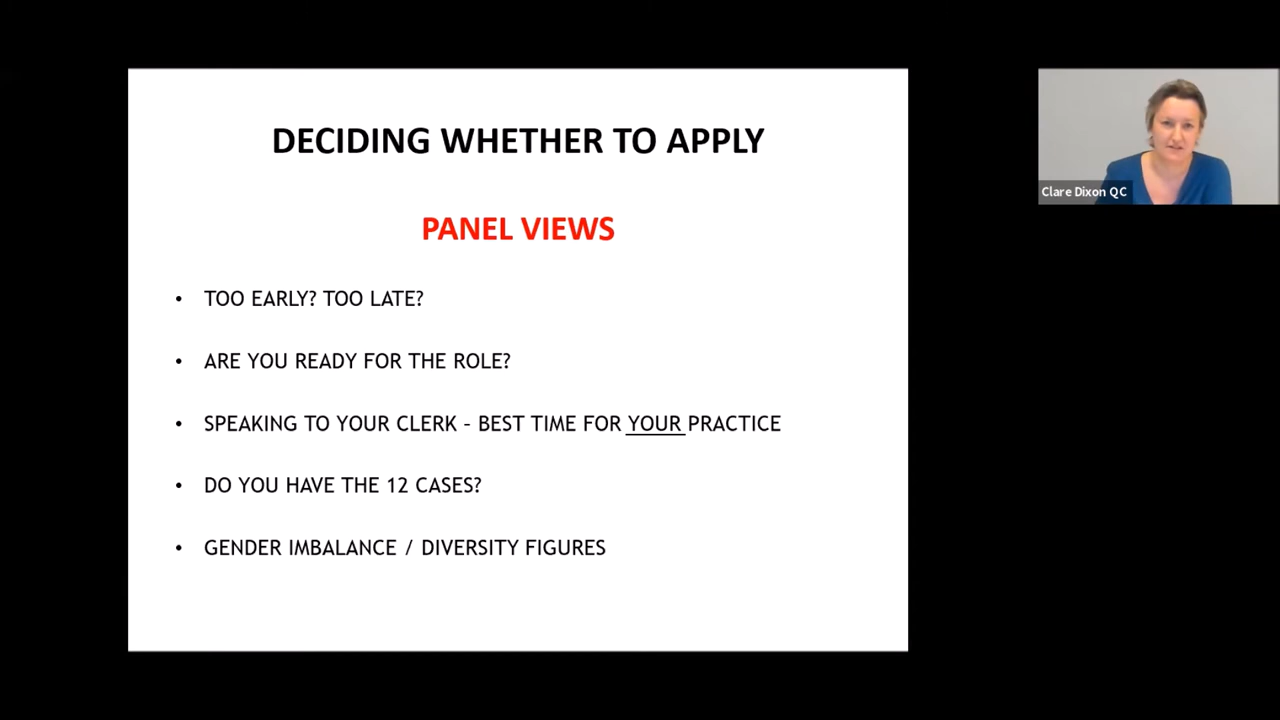 DECIDING WHETHER TO APPLY
PANEL VIEWS
• TOO EARLY? TOO LATE?
• ARE YOU READY FOR THE ROLE?
• SPEAKING TO YOUR CLERK – BEST TIME FOR YOUR PRACTICE
• DO YOU HAVE THE 12 CASES?
• GENDER IMBALANCE / DIVERSITY FIGURES
Clare Dixon QC